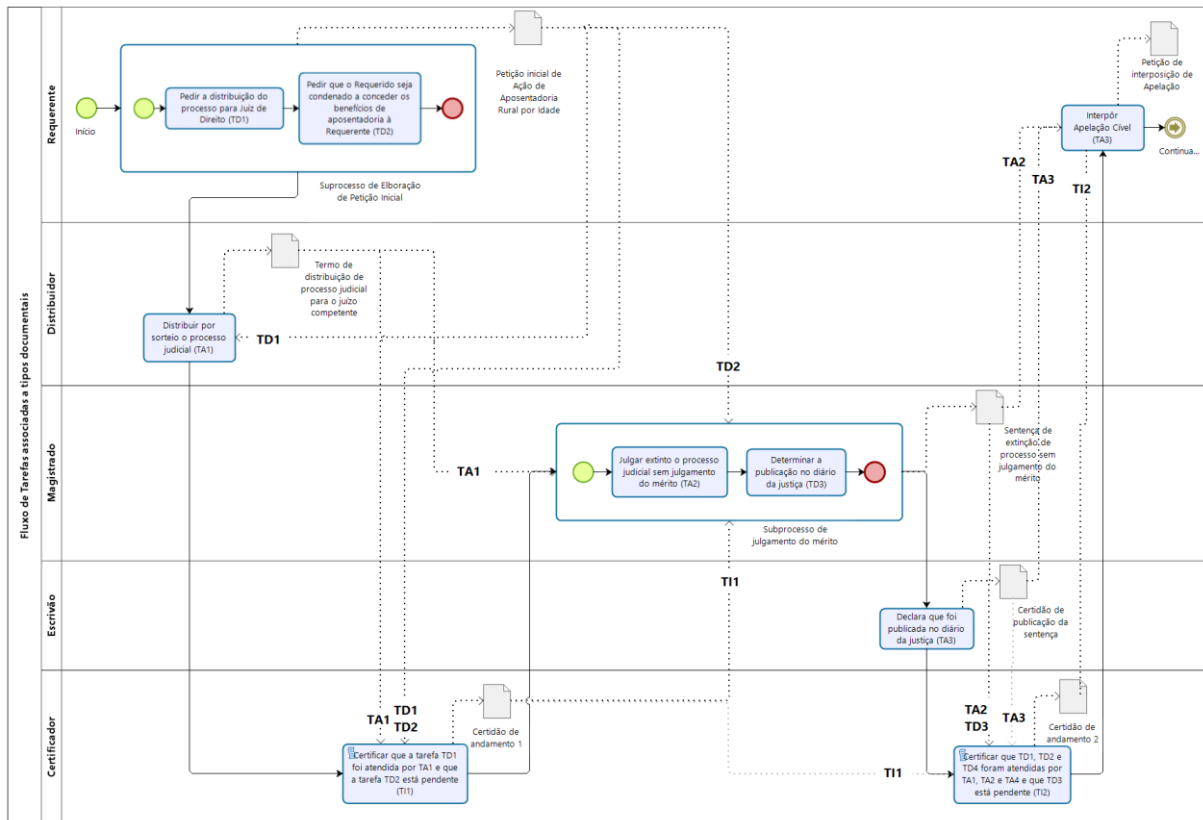 Fluxo de Tarefas associadas a tipos documentais
Requerente
Início
Pedir a distribuição do
processo para Juiz de
Direito (TD1)
Pedir que o Requerido seja
condenado a conceder os
benefícios de
aposentadoria à
Requerente (TD2)
Suprocesso de Elboração
de Petição Inicial
Petição inicial de
Ação de
Aposentadoria
Rural por Idade
Petição de
interposição de
Apelação
Interpôr
Apelação Cível
(TA3)
Continua...
TA2
TA3
TI2
Distribuidor
Termo de
distribuição de
processo judicial
para o juízo
competente
Distribuir por
sorteio o processo
judicial (TA1)
TD1
TD2
Magistrado
TA1
Julgar extinto o processo
judicial sem julgamento
do mérito (TA2)
Determinar a
publicação no diário
da justiça (TD3)
Subprocesso de
julgamento do mérito
Sentença de
extinção de
processo sem
julgamento do
mérito
Escrivão
TI1
Declara que foi
publicada no diário
da justiça (TA3)
Certidão de
publicação da
sentença
Certificador
TA1
TD1
TD2
Certidão de
andamento 1
Certificar que a tarefa TD1
foi atendida por TA1 e que
a tarefa TD2 está pendente
(TI1)
TI1
TA2
TD3
TA3
Certidão de
andamento 2
Certificar que TD1, TD2 e
TD4 foram atendidas por
TA1, TA2 e TA4 e que TD3
está pendente (TI2)